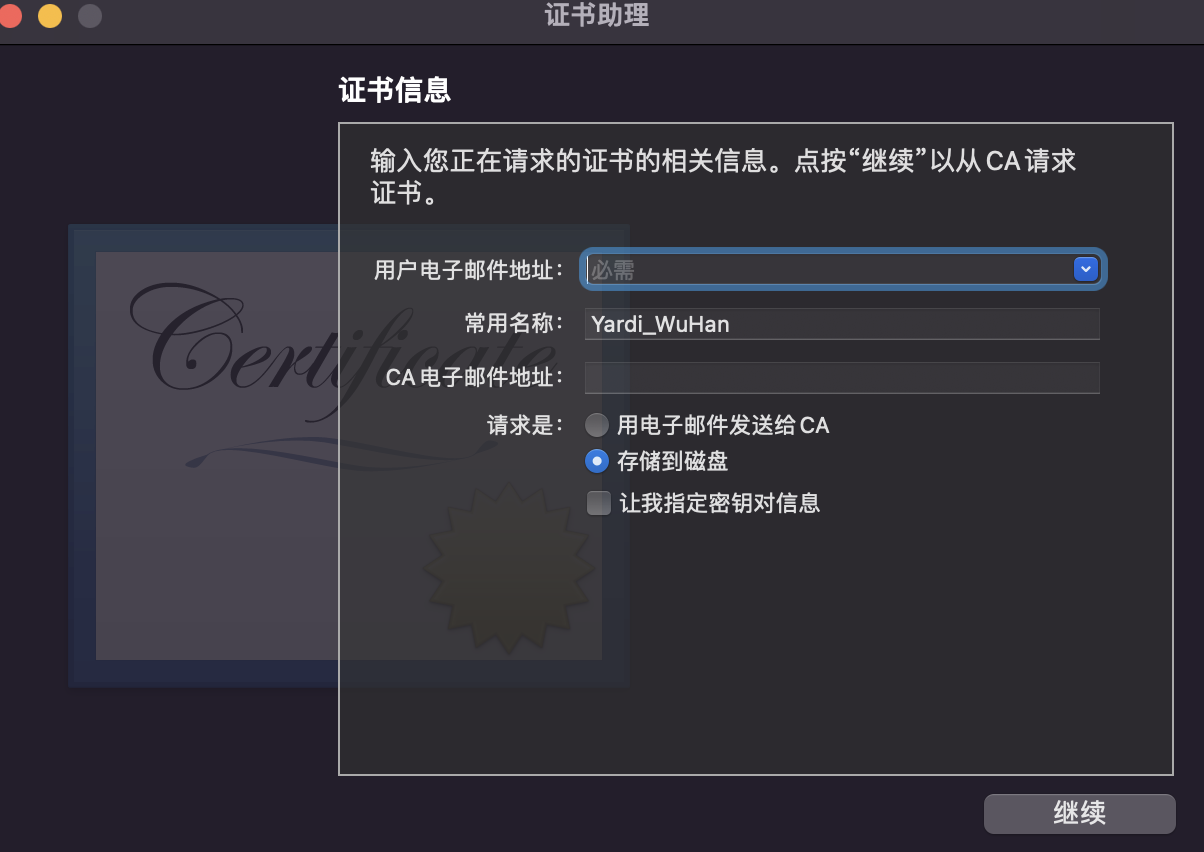 证书助理
证书信息
输入您正在请求的证书的相关信息。点按“继续”以从 CA 请求
证书。
Certificate
用户电子邮件地址：必需
常用名称：Yardi_WuHan
CA 电子邮件地址：
请求是：用电子邮件发送给 CA
存储到磁盘
让我指定密钥对信息
继续